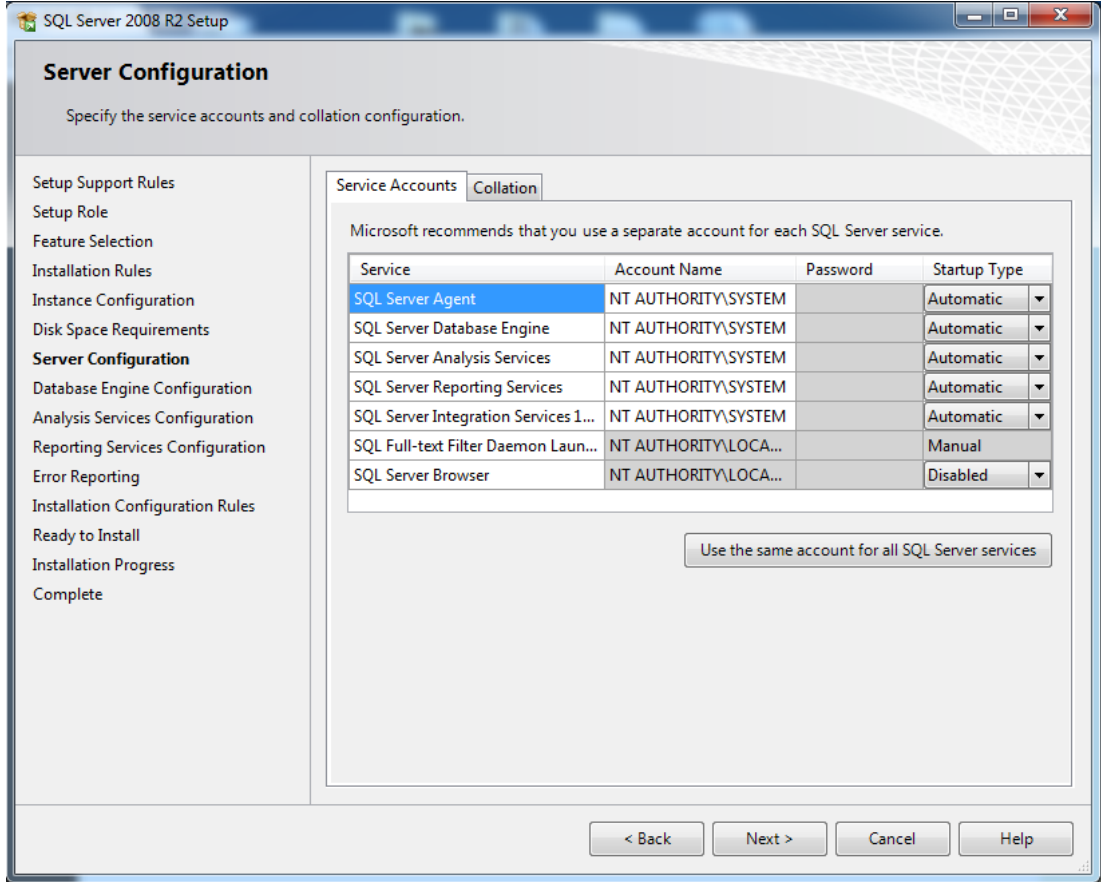 SQL Server 2008 R2 Setup
Server Configuration
Specify the service accounts and collation configuration.
Setup Support Rules
Setup Role
Feature Selection
Installation Rules
Instance Configuration
Disk Space Requirements
Server Configuration
Database Engine Configuration
Analysis Services Configuration
Reporting Services Configuration
Error Reporting
Installation Configuration Rules
Ready to Install
Installation Progress
Complete
Service Accounts Collation
Microsoft recommends that you use a separate account for each SQL Server service.
Service Account Name Password Startup Type
SQL Server Agent NT AUTHORITY\SYSTEM Automatic
SQL Server Database Engine NT AUTHORITY\SYSTEM Automatic
SQL Server Analysis Services NT AUTHORITY\SYSTEM Automatic
SQL Server Reporting Services NT AUTHORITY\SYSTEM Automatic
SQL Server Integration Services 1... NT AUTHORITY\SYSTEM Automatic
SQL Full-text Filter Daemon Laun... NT AUTHORITY\LOCA... Manual
SQL Server Browser NT AUTHORITY\LOCA... Disabled
Use the same account for all SQL Server services
< Back Next > Cancel Help